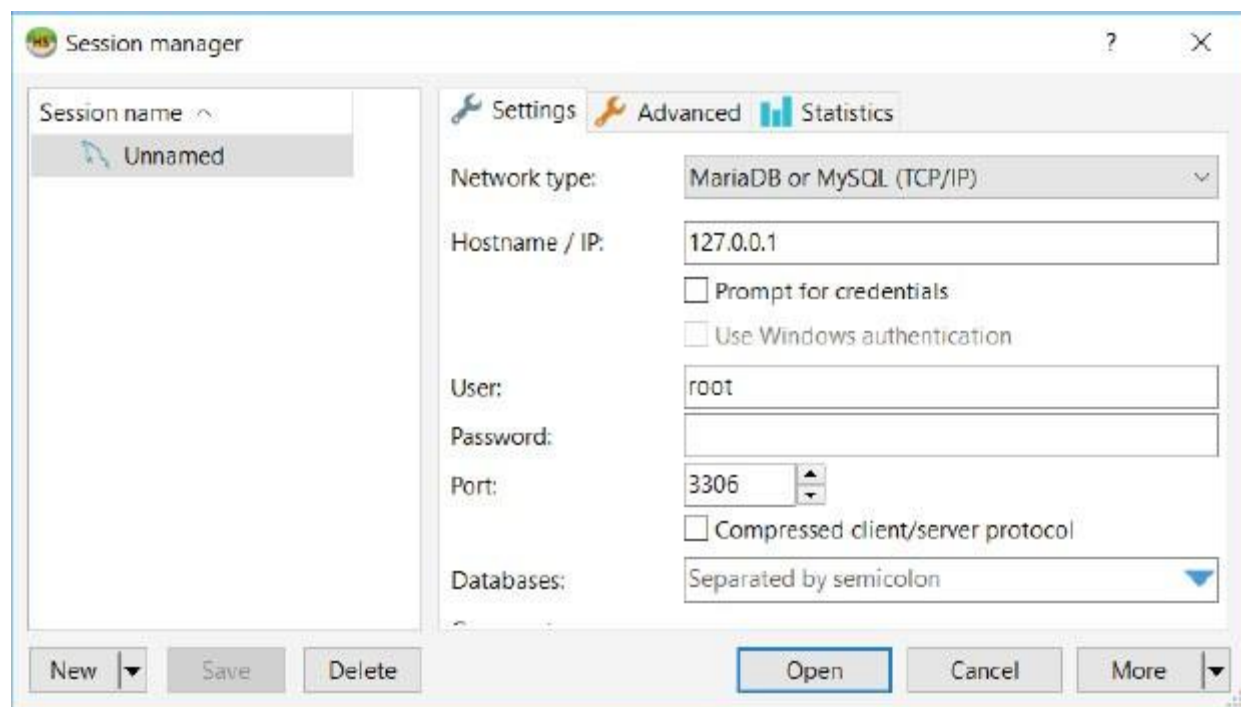 Session manager
?
Session name
Unnamed
Settings
Advanced
Statistics
Network type:
MariaDB or MySQL (TCP/IP)
Hostname / IP:
127.0.0.1
Prompt for credentials
Use Windows authentication
User:
root
Password:
Port:
3306
Compressed client/server protocol
Databases:
Separated by semicolon
New
Save
Delete
Open
Cancel
More